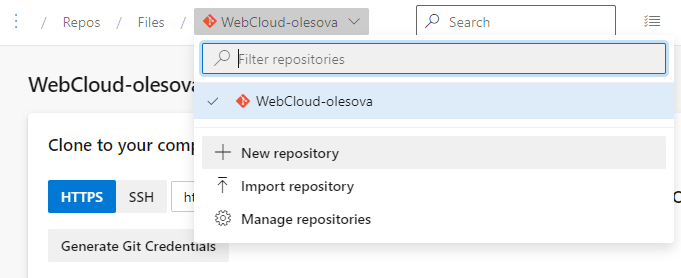 / Repos / Files / WebCloud-olesova
Search
Filter repositories
WebCloud-olesova
WebCloud-olesova
New repository
Clone to your comp
Import repository
HTTPS SSH
Manage repositories
Generate Git Credentials